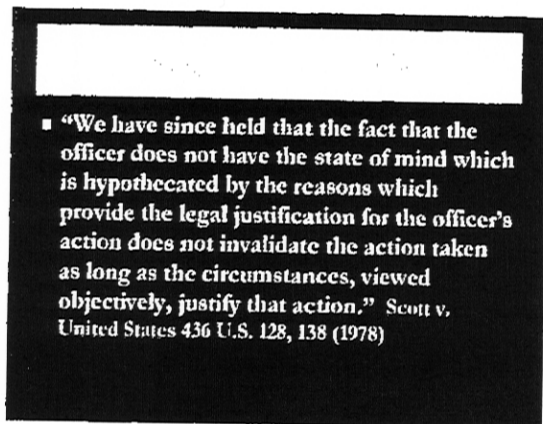 ▪ “We have since held that the fact that the
officer does not have the state of mind which
is hypothecated by the reasons which
provide the legal justification for the officer's
action does not invalidate the action taken
as long as the circumstances, viewed
objectively, justify that action.” Scott v.
United States 436 U.S. 128, 138 (1978)